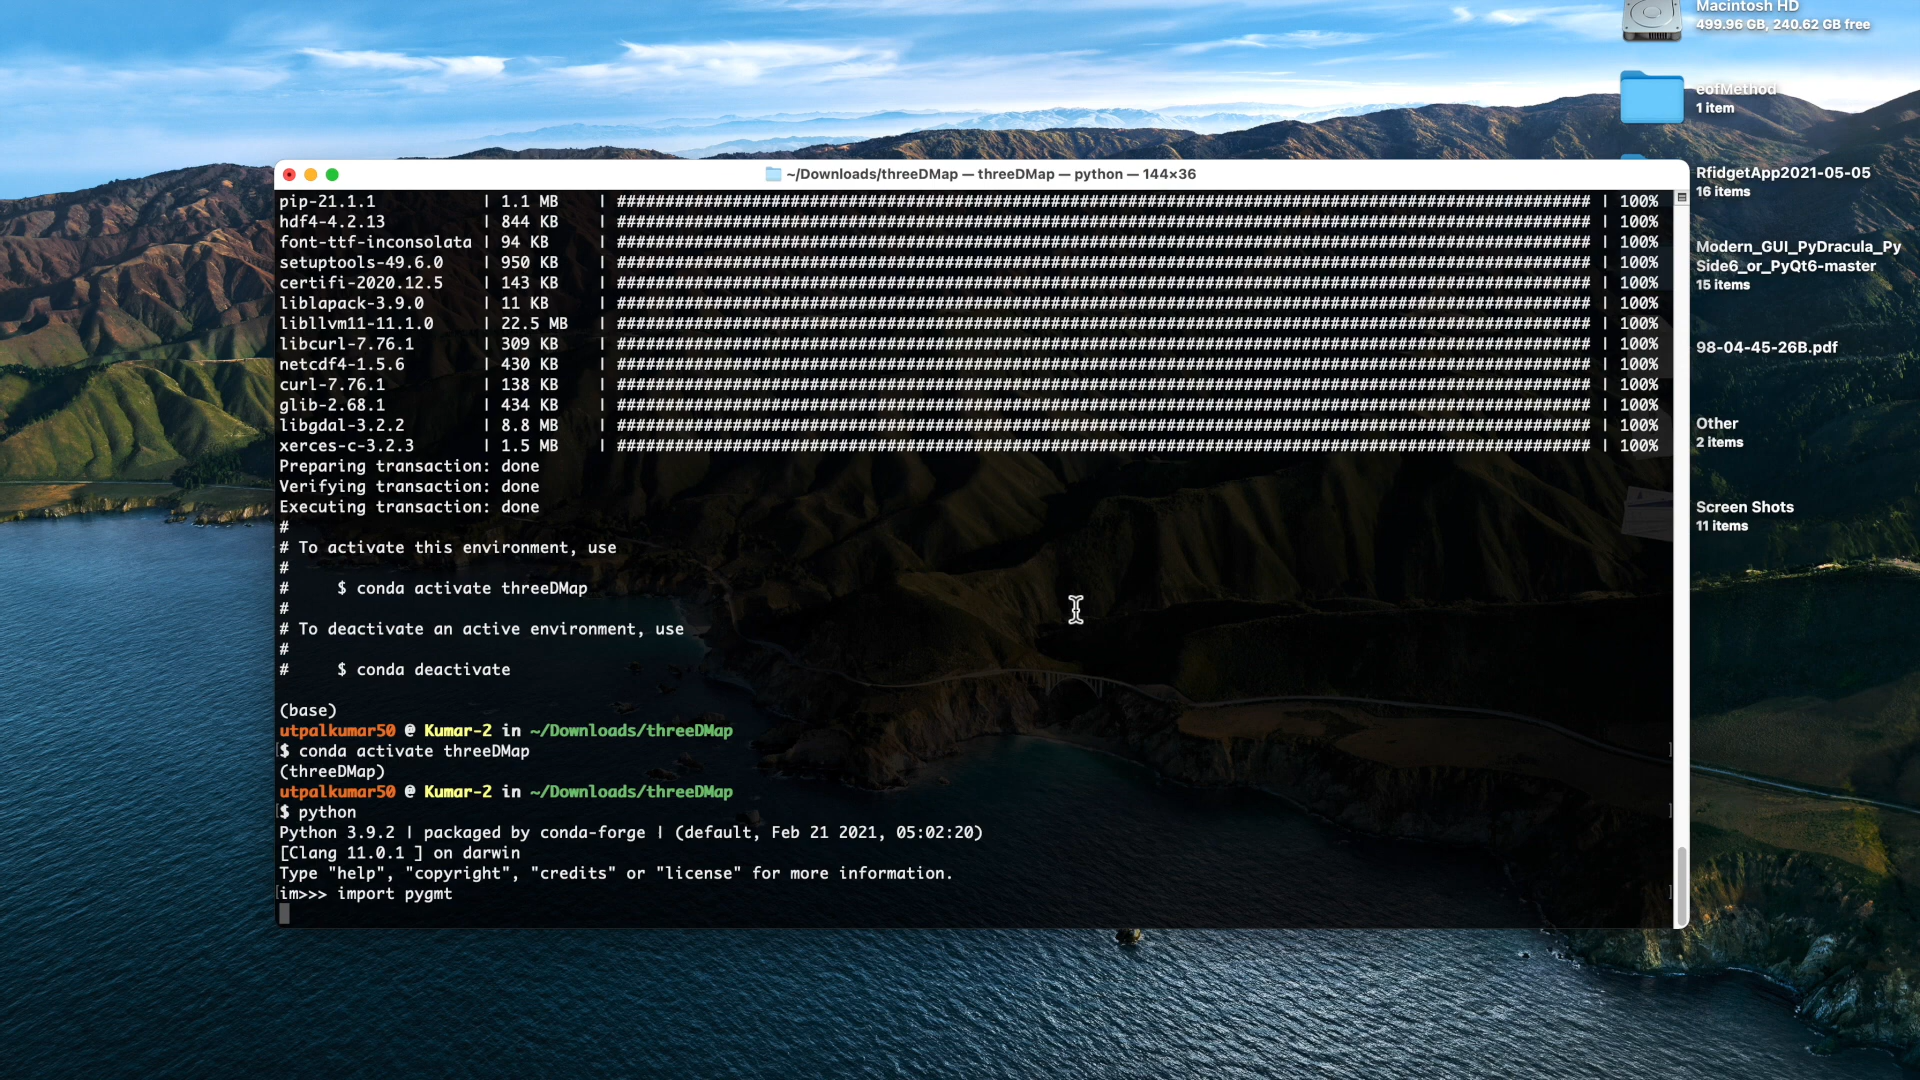 Macintosh HD
499.96 GB, 240.62 GB free
eofMethod
1 item
RfidgetApp2021-05-05
16 items
Modern_GUI_PyDracula_Py
Side6_or_PyQt6-master
15 items
98-04-45-26B.pdf
Other
2 items
Screen Shots
11 items
~/Downloads/threeDMap — threeDMap — python — 144×36
pip-21.1.1 | 1.1 MB | ##################################################################################################### | 100%
hdf4-4.2.13 | 844 KB | ##################################################################################################### | 100%
font-ttf-inconsolata | 94 KB | ##################################################################################################### | 100%
setuptools-49.6.0 | 950 KB | ##################################################################################################### | 100%
certifi-2020.12.5 | 143 KB | ##################################################################################################### | 100%
liblapack-3.9.0 | 11 KB | ##################################################################################################### | 100%
libllvm11-11.1.0 | 22.5 MB | ##################################################################################################### | 100%
libcurl-7.76.1 | 309 KB | ##################################################################################################### | 100%
netcdf4-1.5.6 | 430 KB | ##################################################################################################### | 100%
curl-7.76.1 | 138 KB | ##################################################################################################### | 100%
glib-2.68.1 | 434 KB | ##################################################################################################### | 100%
libgdal-3.2.2 | 8.8 MB | ##################################################################################################### | 100%
xerces-c-3.2.3 | 1.5 MB | ##################################################################################################### | 100%
Preparing transaction: done
Verifying transaction: done
Executing transaction: done
#
# To activate this environment, use
#
# $ conda activate threeDMap
#
# To deactivate an active environment, use
#
# $ conda deactivate
(base)
utpalkumar50 @ Kumar-2 in ~/Downloads/threeDMap
[$ conda activate threeDMap ]
(threeDMap)
utpalkumar50 @ Kumar-2 in ~/Downloads/threeDMap
[$ python ]
Python 3.9.2 | packaged by conda-forge | (default, Feb 21 2021, 05:02:20)
[Clang 11.0.1 ] on darwin
Type "help", "copyright", "credits" or "license" for more information.
[im>>> import pygmt ]